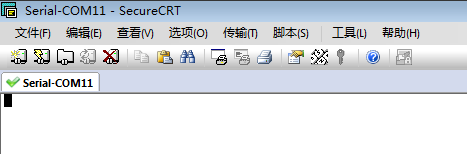 Serial-COM11 - SecureCRT
文件(F) 编辑(E) 查看(V) 选项(O) 传输(T) 脚本(S) 工具(L) 帮助(H)
Serial-COM11